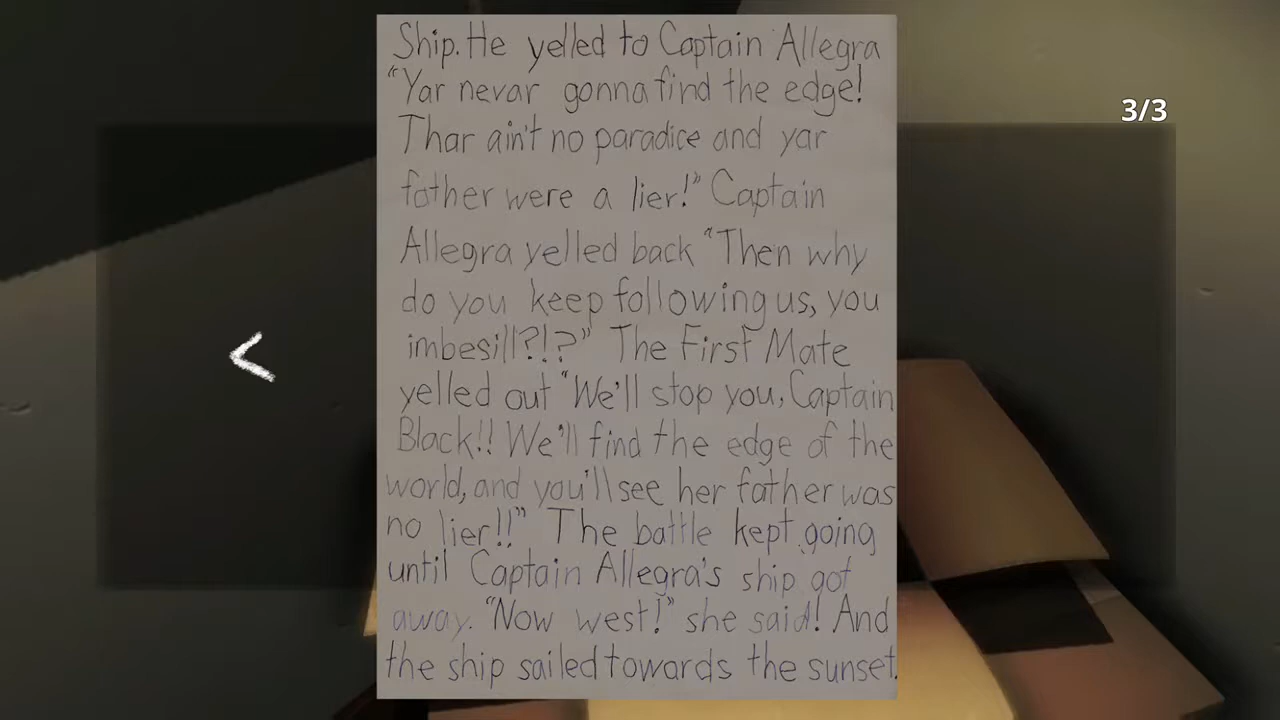 Ship. He yelled to Captain Allegra
"Yar nevar gonna find the edge!
Thar ain't no paradice and yar
father were a lier!" Captain
Allegra yelled back "Then why
do you keep following us, you
imbesill?!?" The First Mate
yelled out "We'll stop you, Captain
Black!! We'll find the edge of the
world, and you'll see her father was
no lier!!" The battle kept going
until Captain Allegra's ship got
away. "Now west!" she said! And
the ship sailed towards the sunset.
3/3